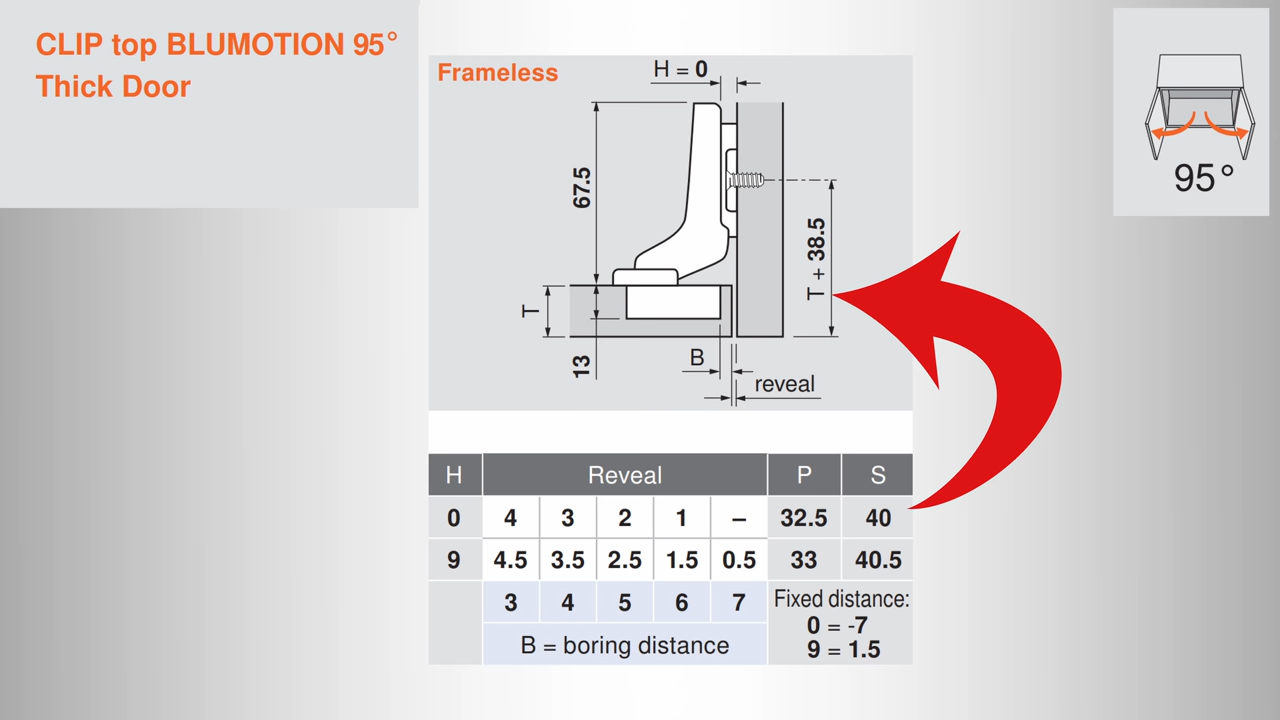 CLIP top BLUMOTION 95°
Thick Door
Frameless
H = 0
67.5
T + 38.5
T
13
B
reveal
95°
H Reveal P S
0 4 3 2 1 – 32.5 40
9 4.5 3.5 2.5 1.5 0.5 33 40.5
3 4 5 6 7 Fixed distance:
0 = -7
B = boring distance 9 = 1.5